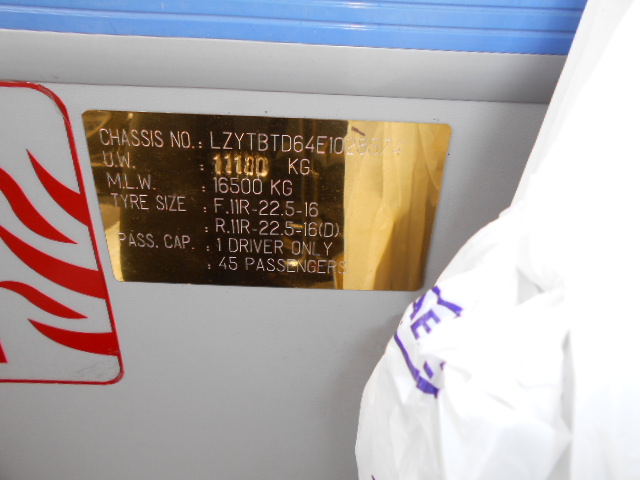 CHASSIS NO.:
U.W. : 11180 KG
M.L.W. : 16500 KG
TYRE SIZE : F.11R-22.5-16
: R.11R-22.5-16(D)
PASS. CAP. : 1 DRIVER ONLY
: 45 PASSENGERS